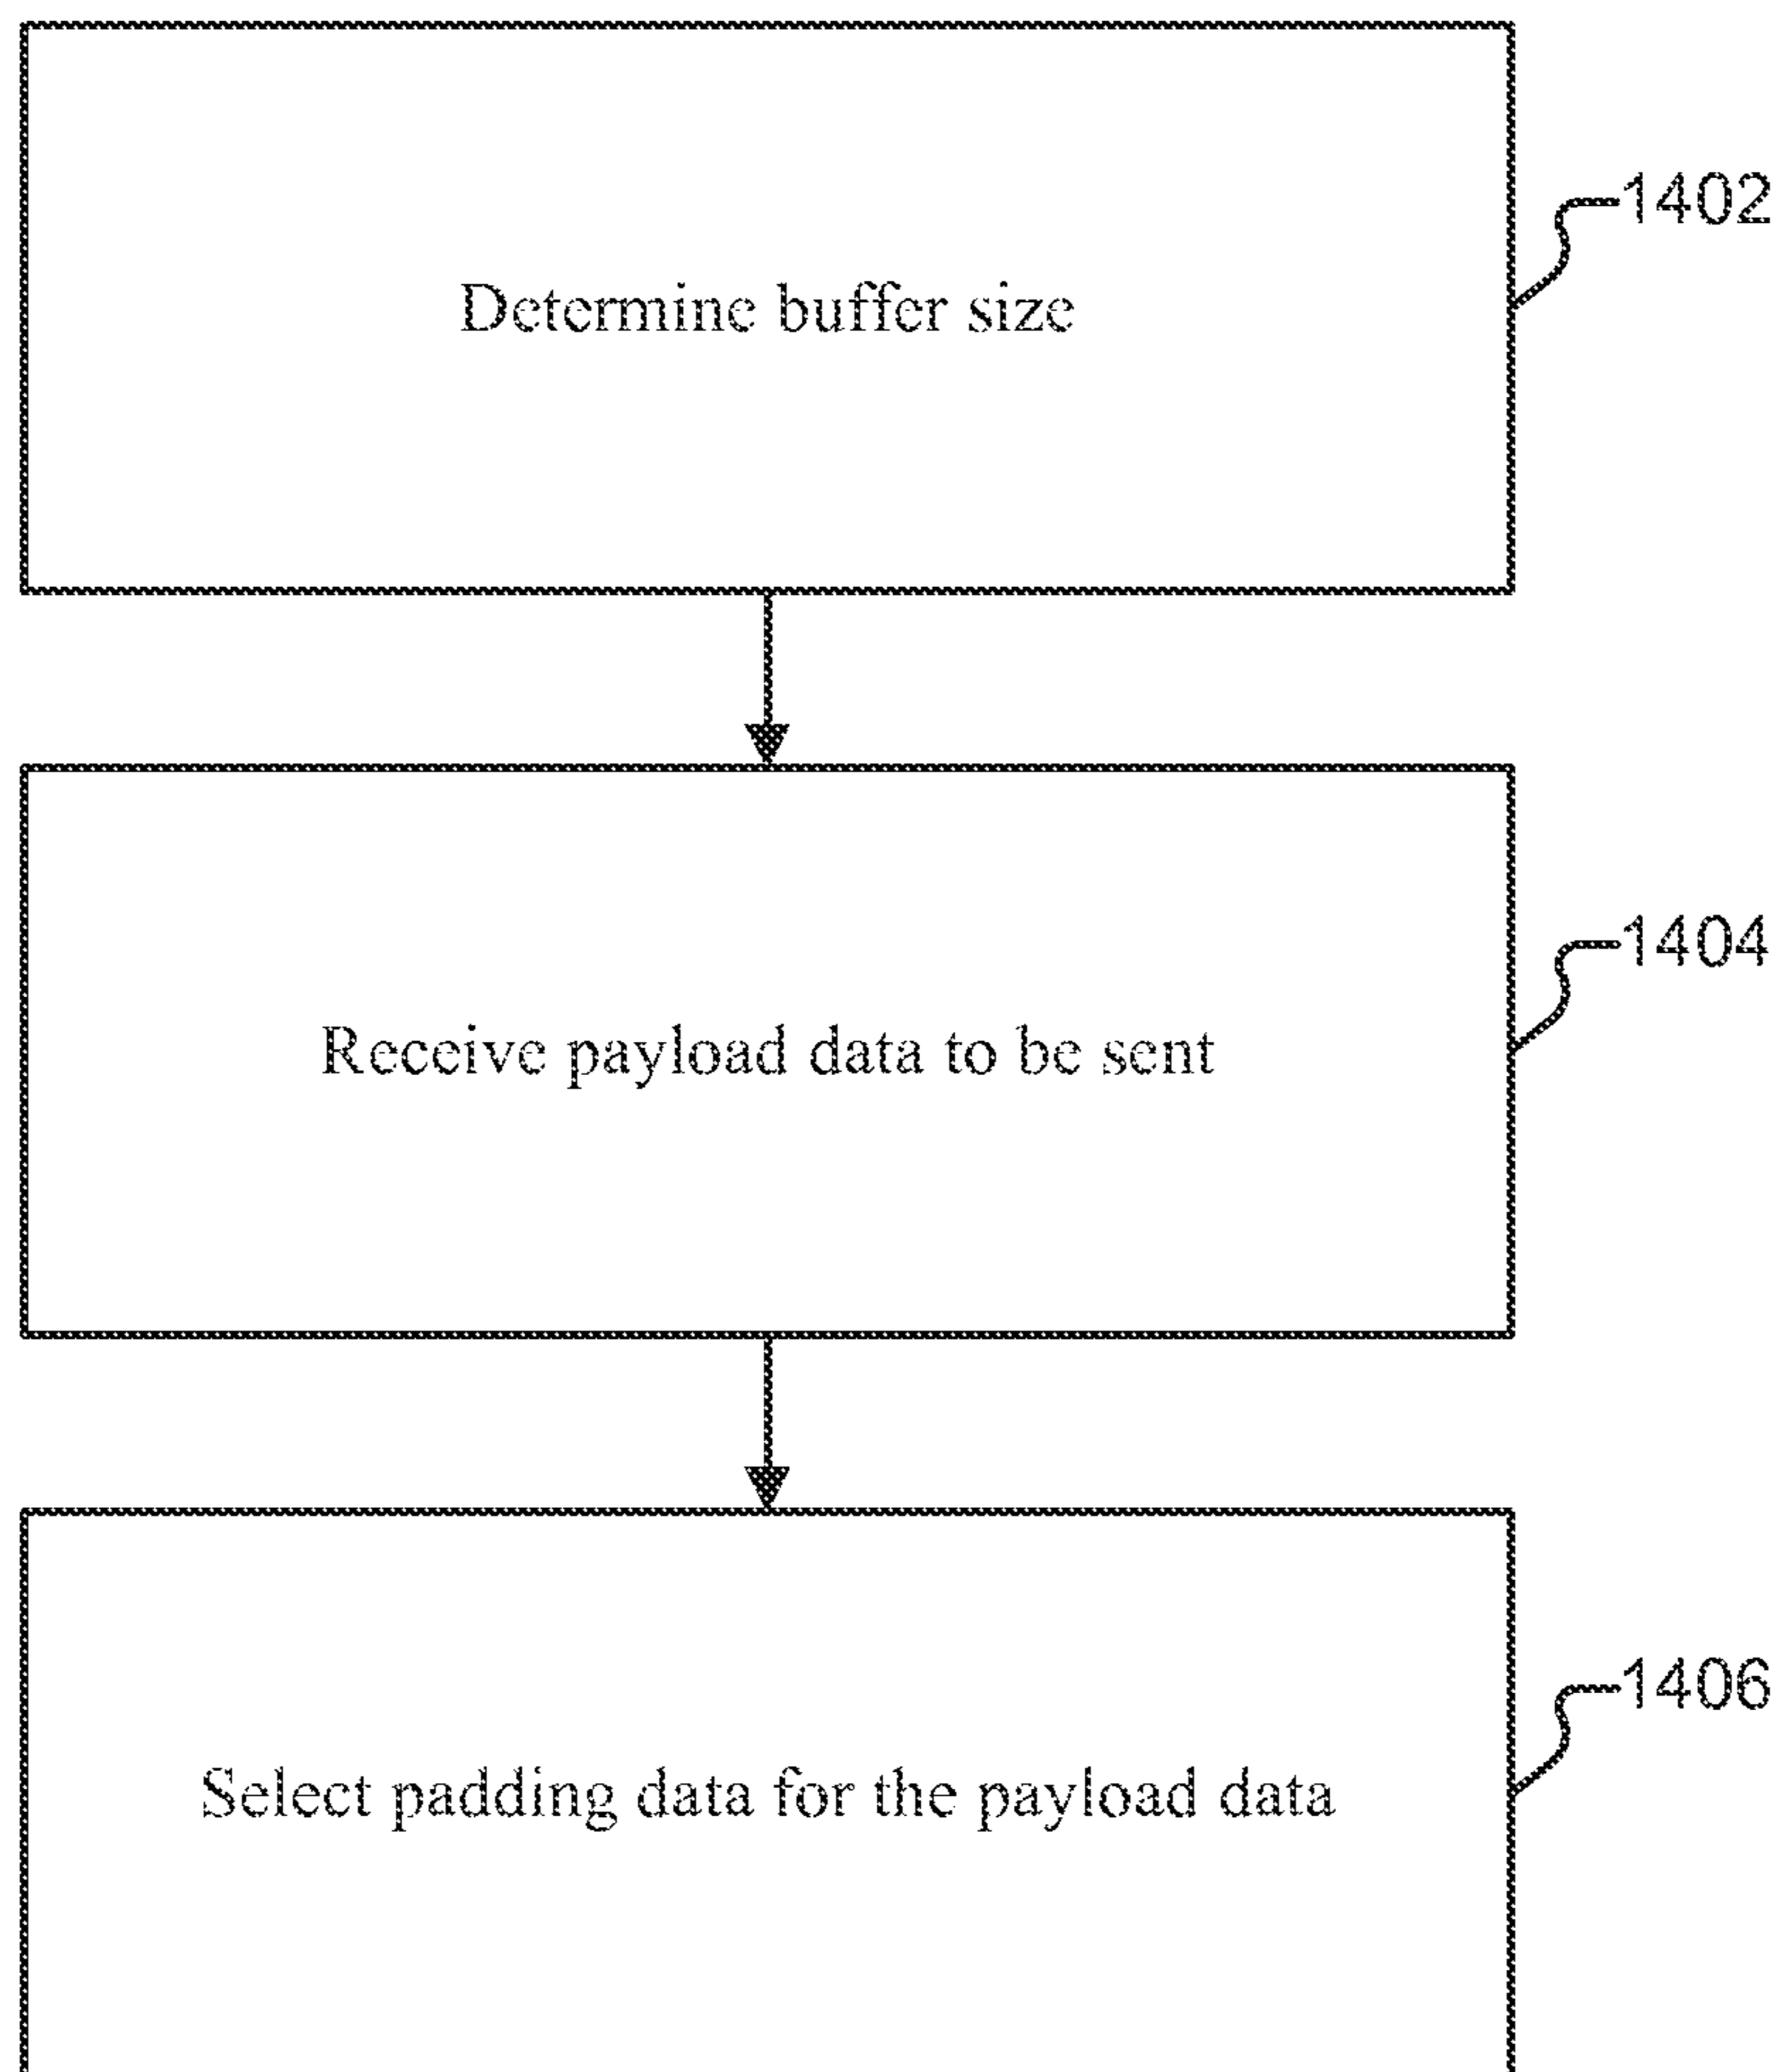 Determine buffer size
1402
Receive payload data to be sent
1404
Select padding data for the payload data
1406